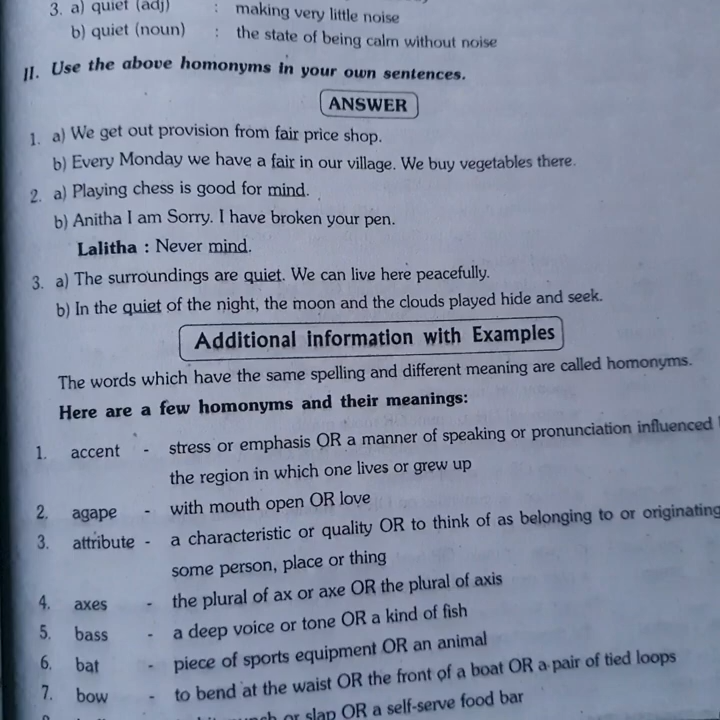 3. a) quiet (adj) : making very little noise
b) quiet (noun) : the state of being calm without noise
II. Use the above homonyms in your own sentences.
ANSWER
1. a) We get out provision from fair price shop.
b) Every Monday we have a fair in our village. We buy vegetables there.
2. a) Playing chess is good for mind.
b) Anitha I am Sorry. I have broken your pen.
Lalitha : Never mind.
3. a) The surroundings are quiet. We can live here peacefully.
b) In the quiet of the night, the moon and the clouds played hide and seek.
Additional information with Examples
The words which have the same spelling and different meaning are called homonyms.
Here are a few homonyms and their meanings:
1. accent - stress or emphasis OR a manner of speaking or pronunciation influenced
the region in which one lives or grew up
2. agape - with mouth open OR love
3. attribute - a characteristic or quality OR to think of as belonging to or originating
some person, place or thing
4. axes - the plural of ax or axe OR the plural of axis
5. bass - a deep voice or tone OR a kind of fish
6. bat - piece of sports equipment OR an animal
7. bow - to bend at the waist OR the front of a boat OR a pair of tied loops
or slap OR a self-serve food bar